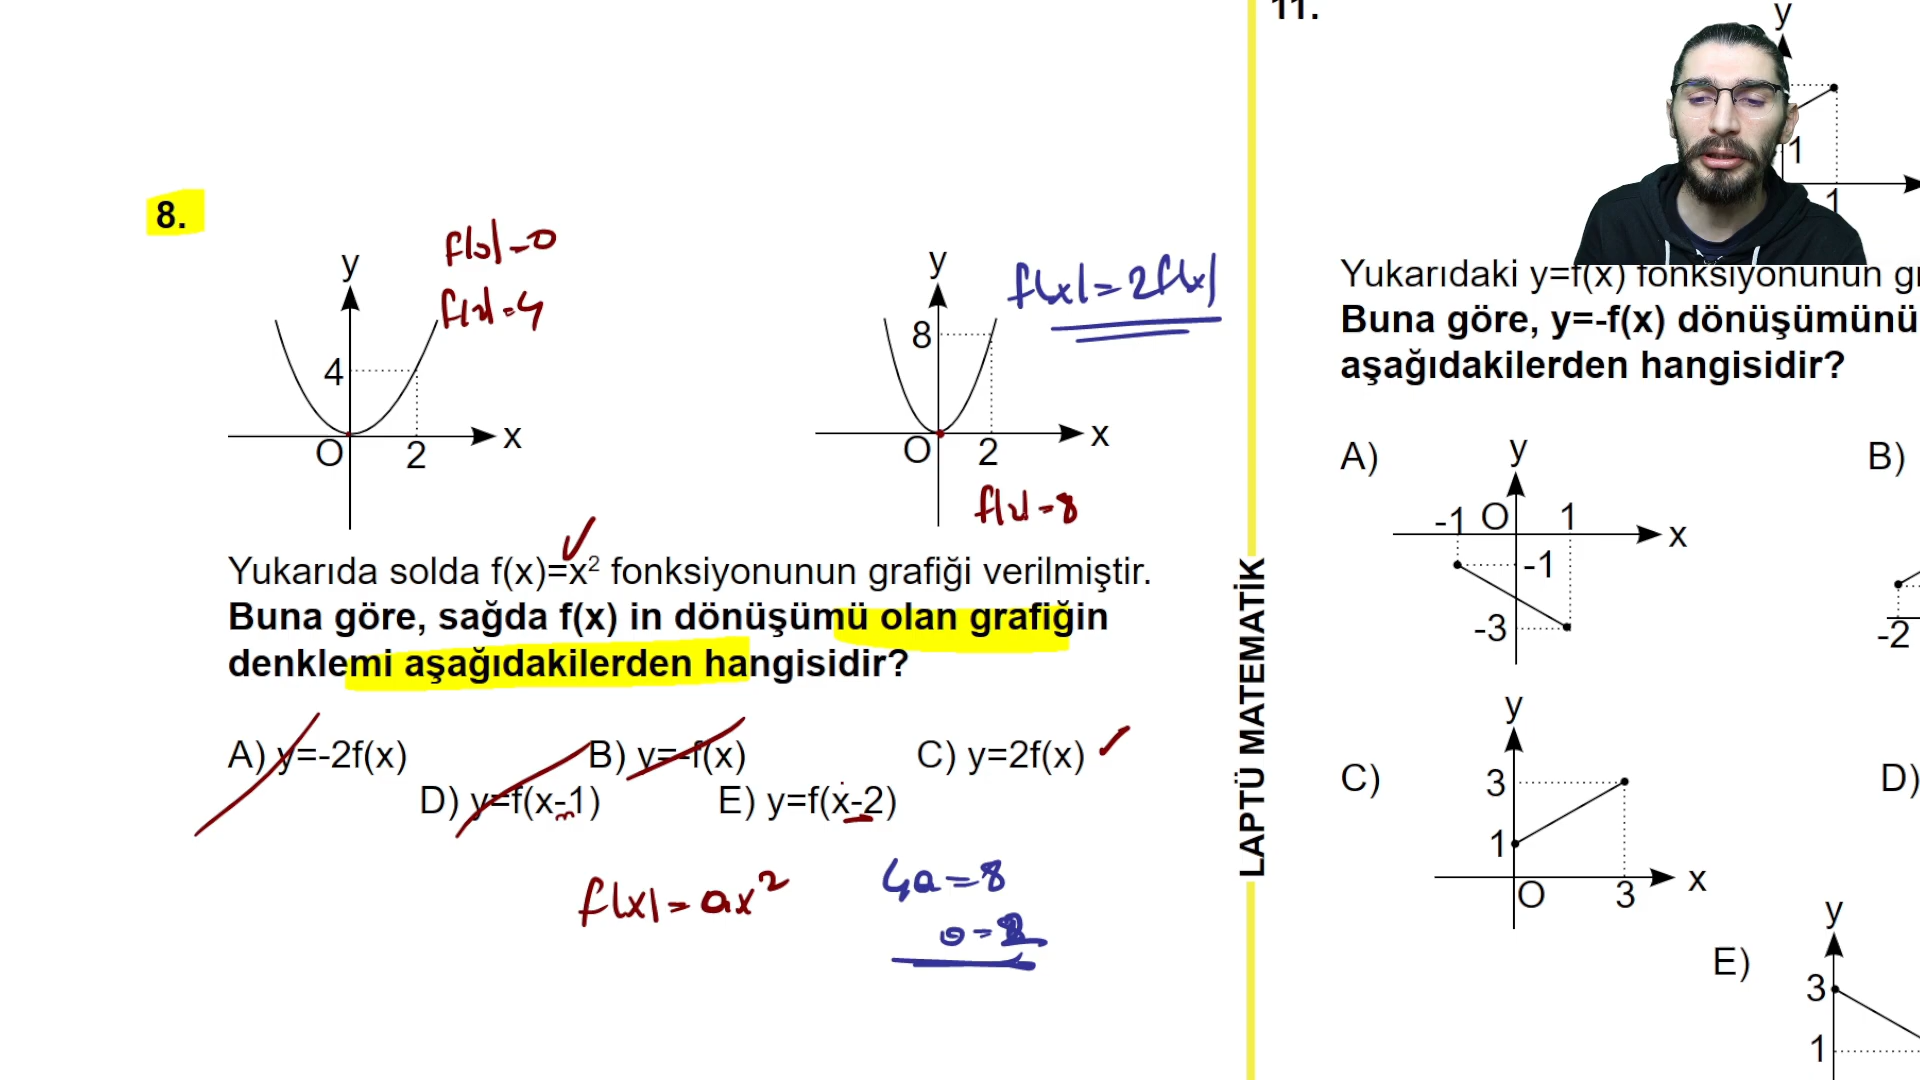 8.
f(0)=0
f(2)=4
y
4
O
2
x
y
f(x)=2f(x)
8
O
2
x
f(2)=8
Yukarıda solda f(x)=x² fonksiyonunun grafiği verilmiştir.
Buna göre, sağda f(x) in dönüşümü olan grafiğin
denklemi aşağıdakilerden hangisidir?
A) y=-2f(x)
B) y=-f(x)
C) y=2f(x)
D) y=f(x-1)
E) y=f(x-2)
f(x)=ax²
4a=8
a=2
LAPTÜ MATEMATİK
11.
y
1
1
Yukarıdaki y=f(x) fonksiyonunun
Buna göre, y=-f(x) dönüşümünü
aşağıdakilerden hangisidir?
A)
y
-1 O 1
x
-1
-3
B)
-2
C)
y
3
1
O
3
x
D)
E)
y
3
1